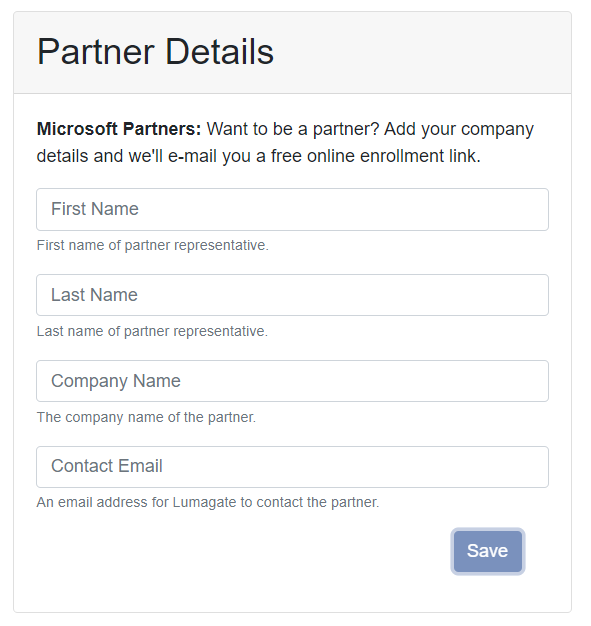 Partner Details
Microsoft Partners: Want to be a partner? Add your company
details and we'll e-mail you a free online enrollment link.
First Name
First name of partner representative.
Last Name
Last name of partner representative.
Company Name
The company name of the partner.
Contact Email
An email address for Lumagate to contact the partner.
Save